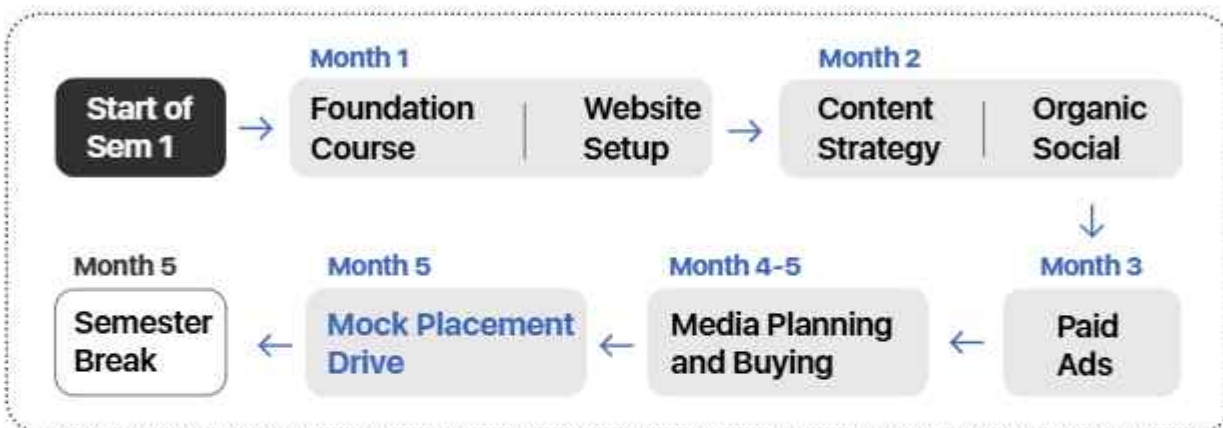 Month 1
Month 2
Start of
Sem 1
Foundation
Course
Website
Setup
Content
Strategy
Organic
Social
Month 3
Paid
Ads
Month 4-5
Media Planning
and Buying
Month 5
Mock Placement
Drive
Month 5
Semester
Break